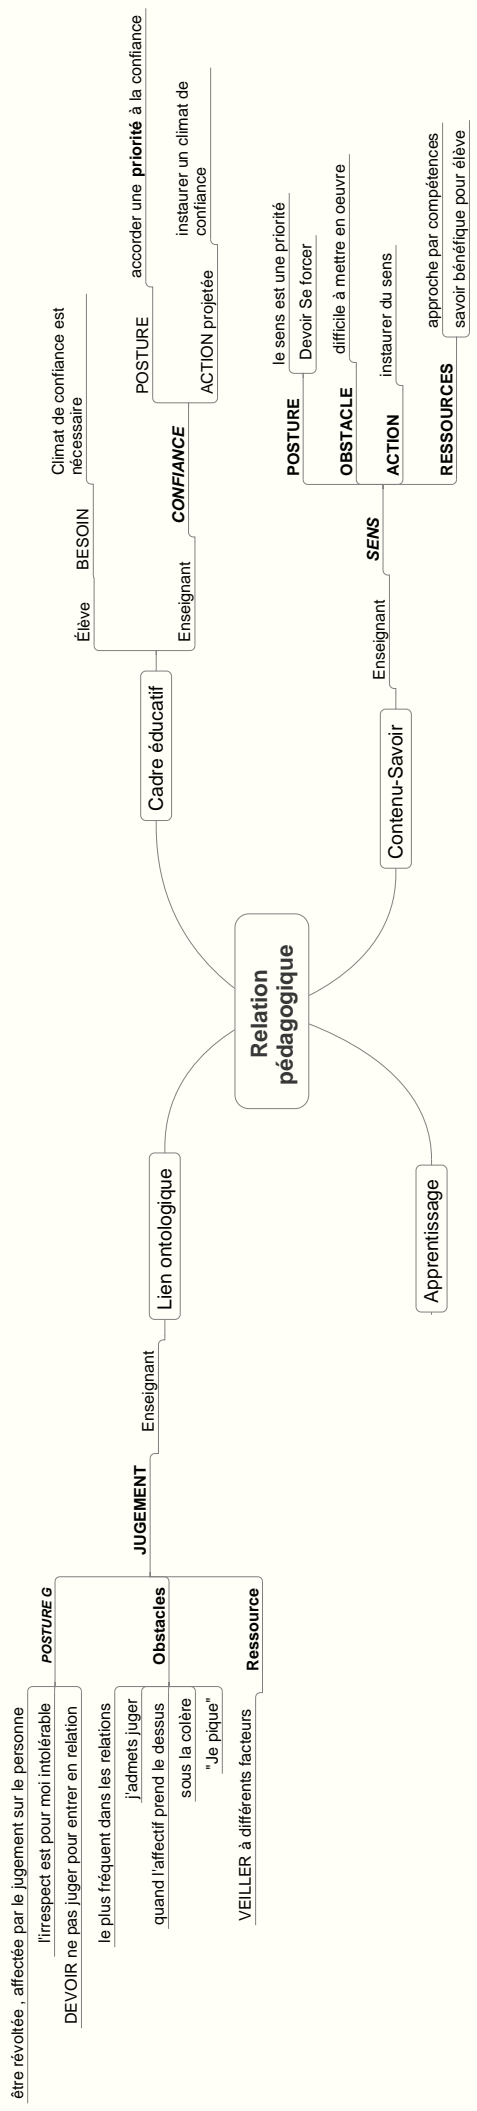 Relation
pédagogique
Cadre éducatif
Élève
BESOIN
Climat de confiance est
nécessaire
Enseignant
CONFIANCE
POSTURE
accorder une priorité à la confiance
ACTION projetée
instaurer un climat de
confiance
Contenu-Savoir
Enseignant
SENS
POSTURE
le sens est une priorité
Devoir Se forcer
OBSTACLE
difficile à mettre en oeuvre
ACTION
instaurer du sens
RESSOURCES
approche par compétences
savoir bénéfique pour élève
Lien ontologique
Enseignant
JUGEMENT
POSTURE G
être révoltée , affectée par le jugement sur le personne
l'irrespect est pour moi intolérable
DEVOIR ne pas juger pour entrer en relation
Obstacles
le plus fréquent dans les relations
j'admets juger
quand l'affectif prend le dessus
sous la colère
"Je pique"
Ressource
VEILLER à différents facteurs
Apprentissage